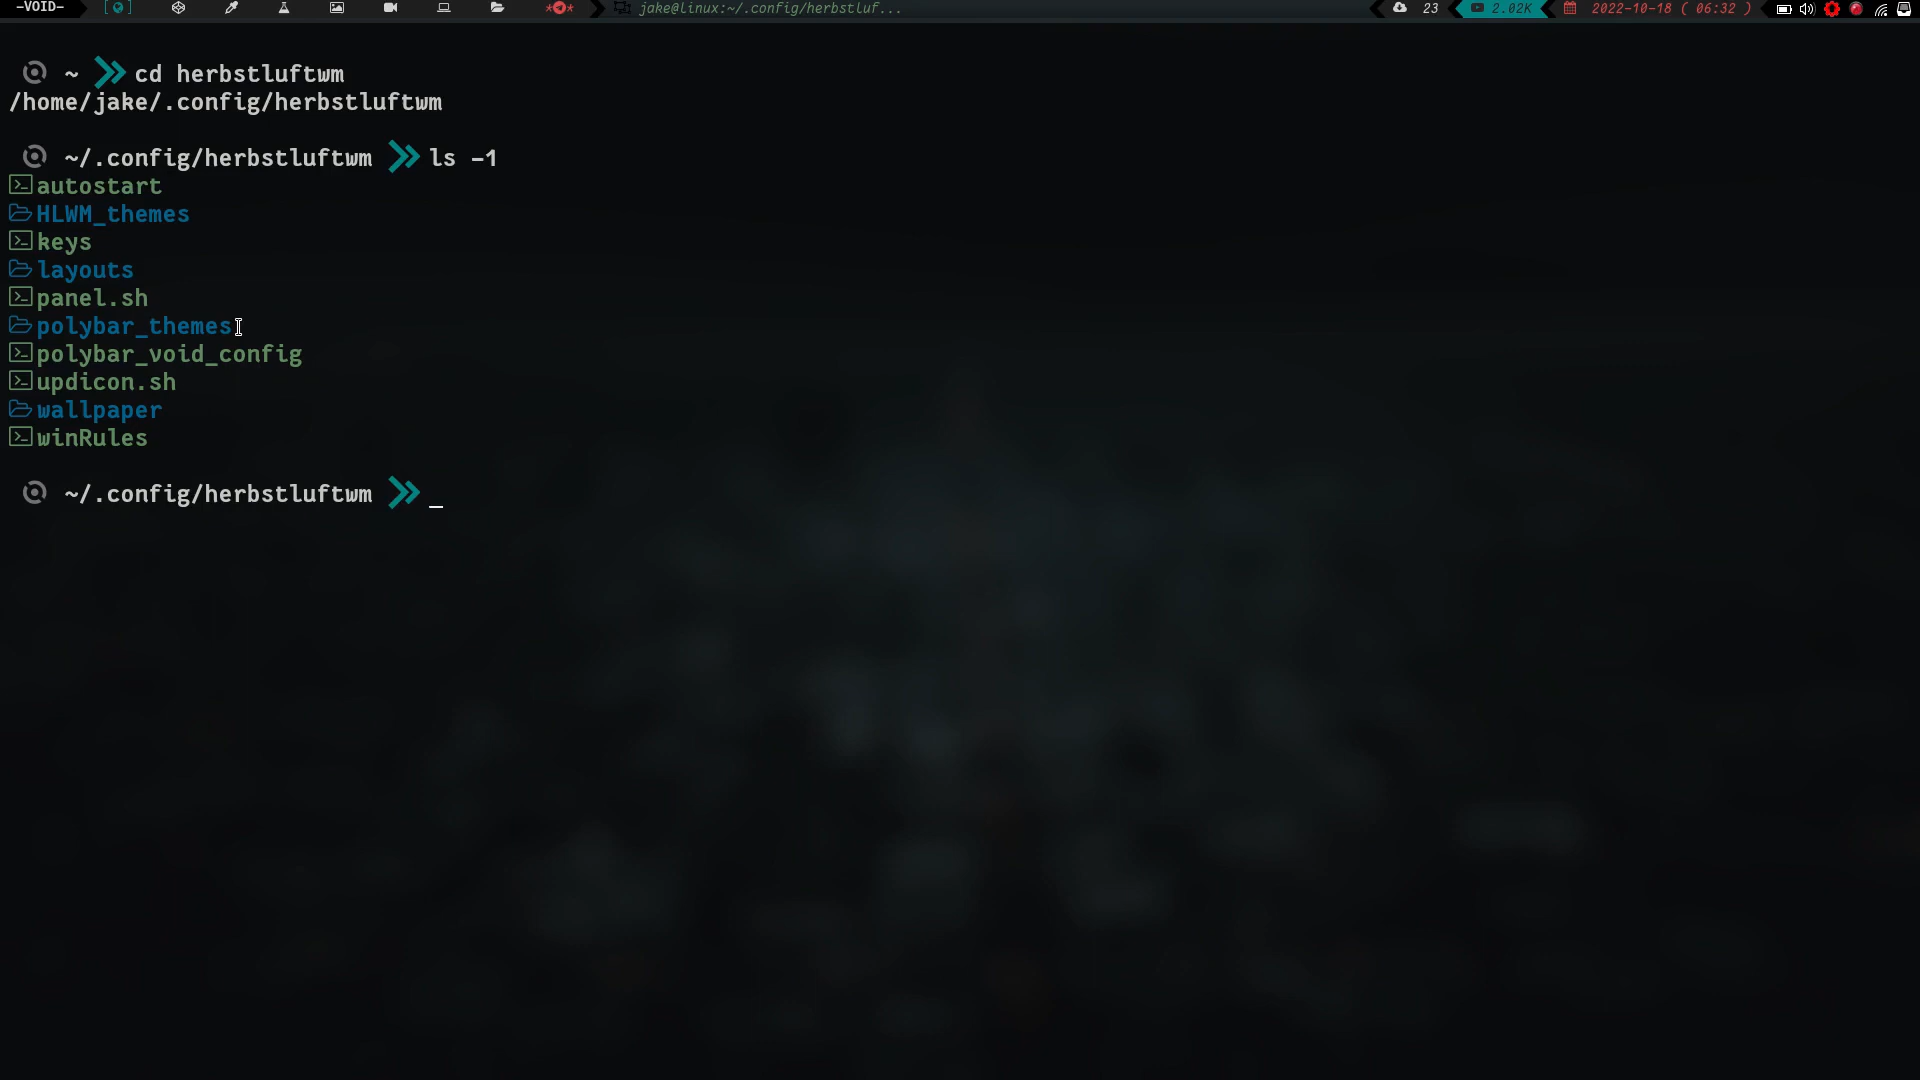 -VOID-
jake@linux:~/.config/herbstluf...
23
2.02K
2022-10-18 ( 06:32 )
~ cd herbstluftwm
/home/jake/.config/herbstluftwm
~/.config/herbstluftwm ls -1
autostart
HLWM_themes
keys
layouts
panel.sh
polybar_themes
polybar_void_config
updicon.sh
wallpaper
winRules
~/.config/herbstluftwm _